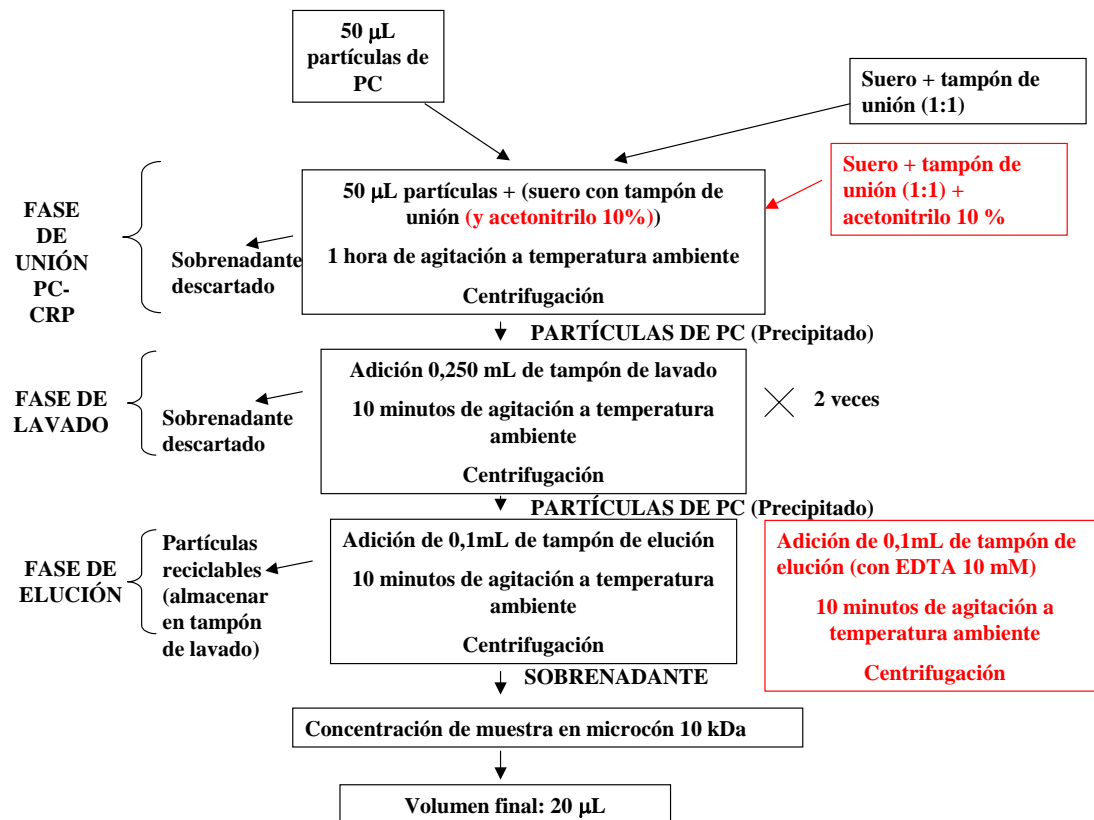 50 μL
partículas de
PC
Suero + tampón de
unión (1:1)
Suero + tampón de
unión (1:1) +
acetonitrilo 10 %
FASE
DE
UNIÓN
PC-
CRP
Sobrenadante
descartado
50 μL partículas + (suero con tampón de
unión (y acetonitrilo 10%))
1 hora de agitación a temperatura ambiente
Centrifugación
PARTÍCULAS DE PC (Precipitado)
FASE DE
LAVADO
Sobrenadante
descartado
Adición 0,250 mL de tampón de lavado
10 minutos de agitación a temperatura
ambiente
Centrifugación
2 veces
PARTÍCULAS DE PC (Precipitado)
FASE DE
ELUCIÓN
Partículas
reciclables
(almacenar
en tampón
de lavado)
Adición de 0,1mL de tampón de elución
10 minutos de agitación a temperatura
ambiente
Centrifugación
Adición de 0,1mL de tampón de
elución (con EDTA 10 mM)
10 minutos de agitación a
temperatura ambiente
Centrifugación
SOBRENADANTE
Concentración de muestra en microcón 10 kDa
Volumen final: 20 μL